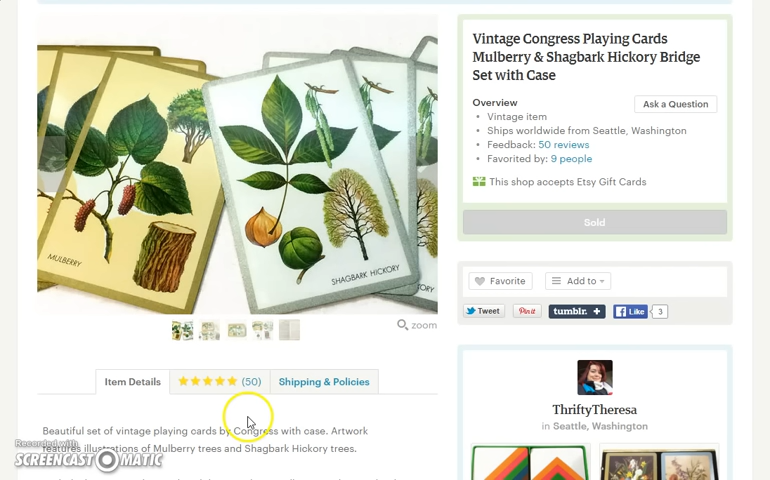 MULBERRY
SHAGBARK HICKORY
zoom
Item Details
(50)
Shipping & Policies
Beautiful set of vintage playing cards by Congress with case. Artwork
features illustrations of Mulberry trees and Shagbark Hickory trees.
Recorded with
SCREENCAST MATIC
Vintage Congress Playing Cards
Mulberry & Shagbark Hickory Bridge
Set with Case
Overview
Ask a Question
• Vintage item
• Ships worldwide from Seattle, Washington
• Feedback: 50 reviews
• Favorited by: 9 people
This shop accepts Etsy Gift Cards
Sold
Favorite
Add to
Tweet
Pin it
tumblr. +
Like
3
ThriftyTheresa
in Seattle, Washington